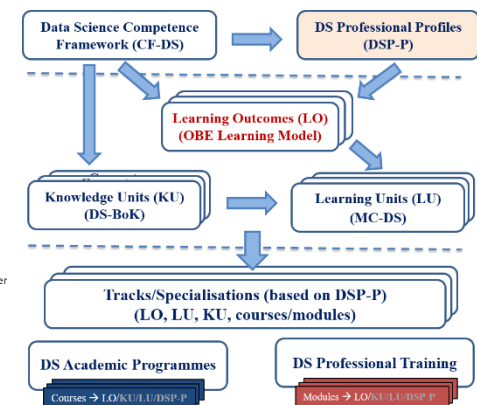 Data Science Competence
Framework (CF-DS)
DS Professional Profiles
(DSP-P)
Learning Outcomes (LO)
(OBE Learning Model)
Knowledge Units (KU)
(DS-BoK)
Learning Units (LU)
(MC-DS)
er
Tracks/Specialisations (based on DSP-P)
(LO, LU, KU, courses/modules)
DS Academic Programmes
DS Professional Training
Courses → LO/KU/LU/DSP-P
Modules → LO/KU/LU/DSP-P